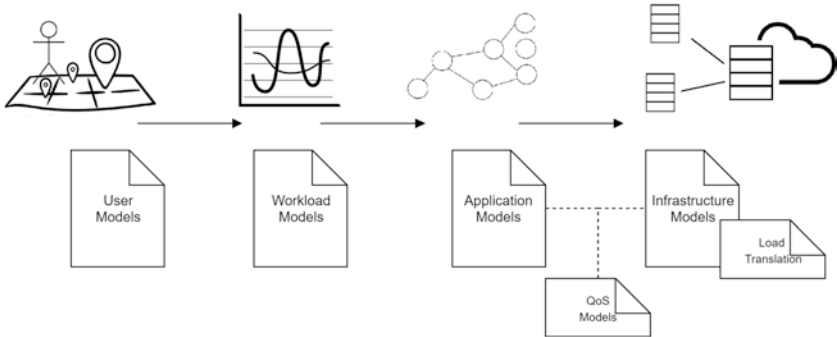 User
Models
Workload
Models
Application
Models
Infrastructure
Models
Load
Translation
QoS
Models